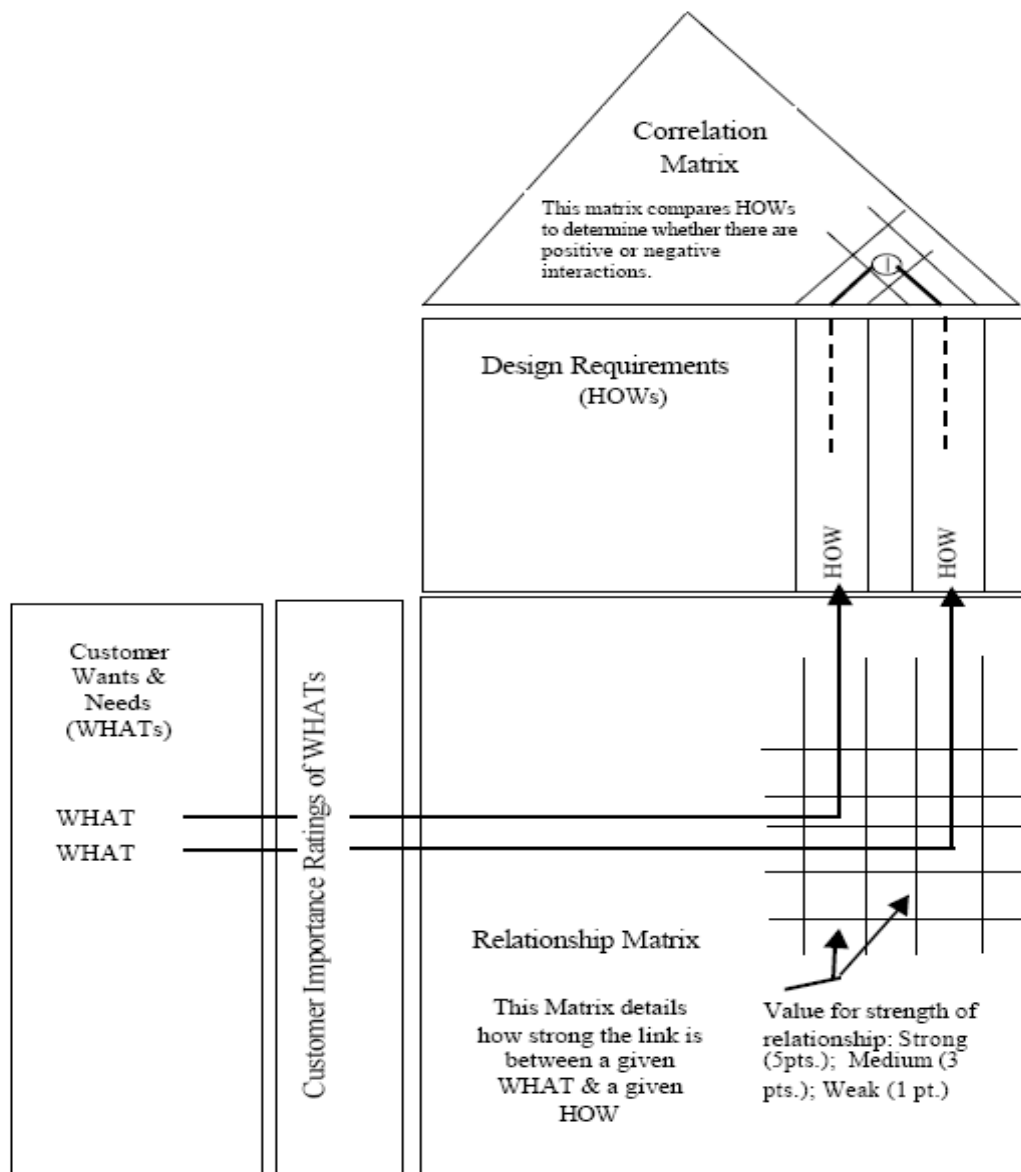 Correlation
Matrix
This matrix compares HOWs
to determine whether there are
positive or negative
interactions.
Design Requirements
(HOWs)
HOW
HOW
Customer
Wants &
Needs
(WHATs)
WHAT
WHAT
Customer Importance Ratings of WHATs
Relationship Matrix
This Matrix details
how strong the link is
between a given
WHAT & a given
HOW
Value for strength of
relationship: Strong
(5pts.); Medium (3
pts.); Weak (1 pt.)